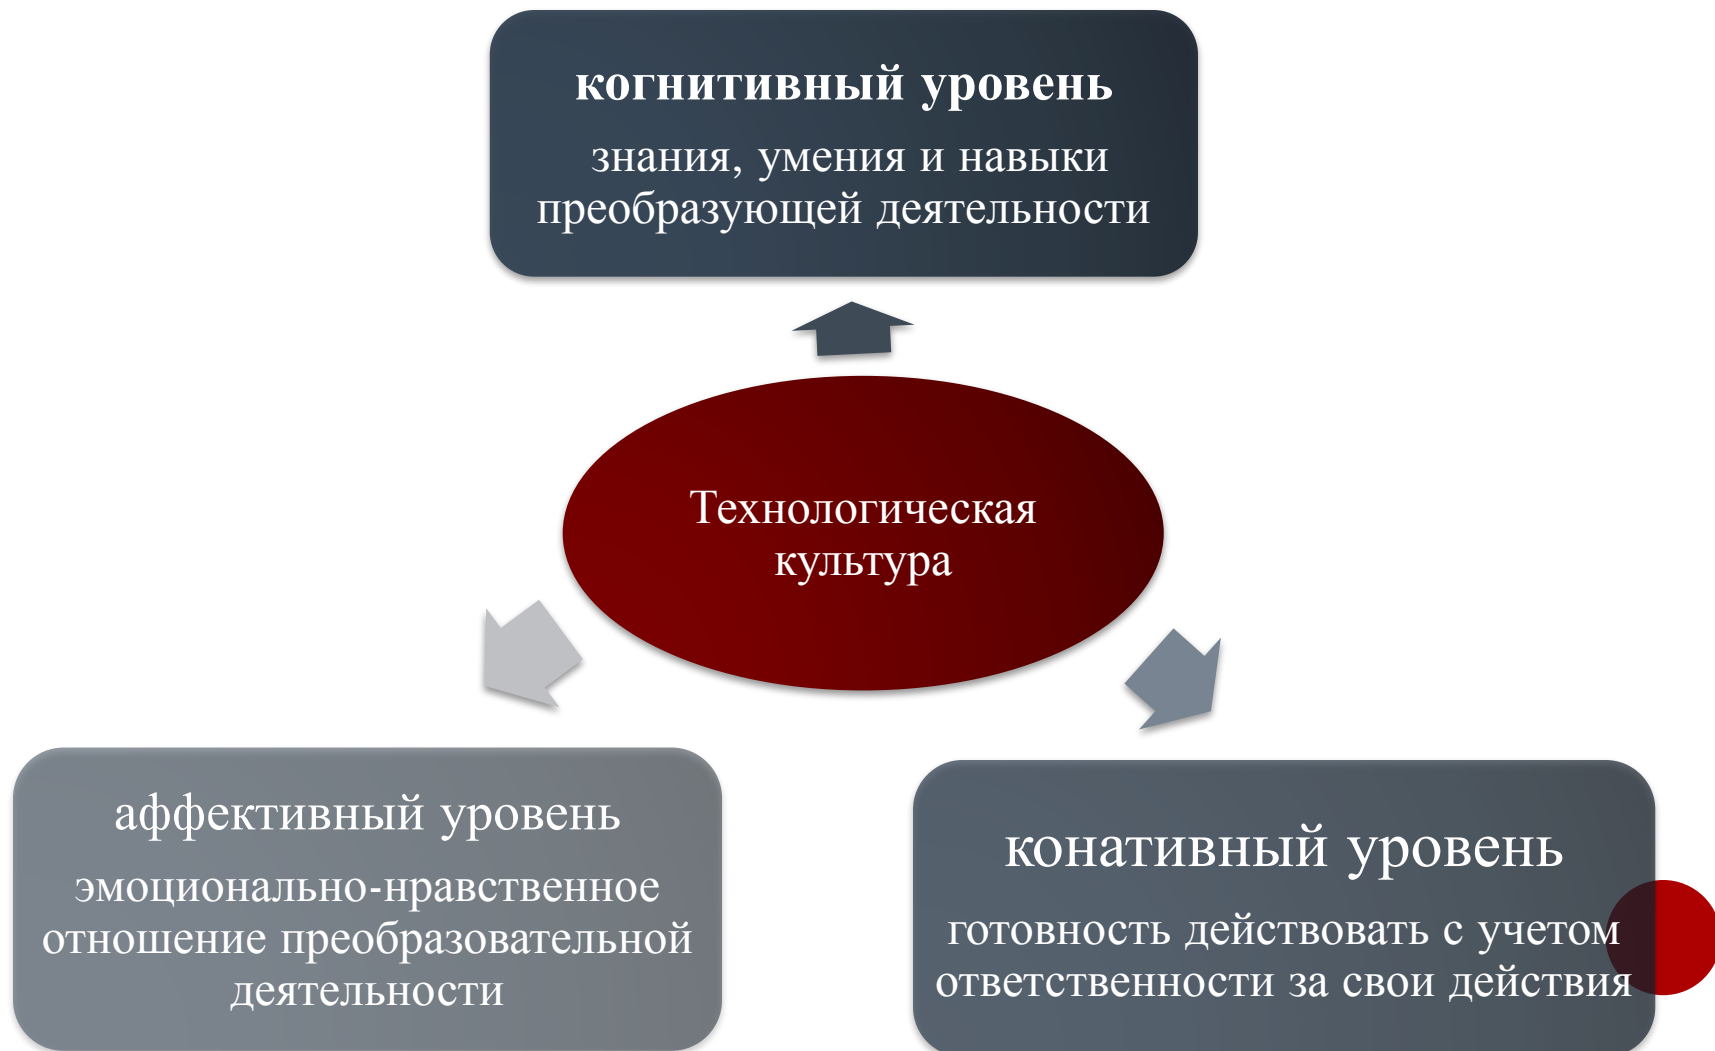 когнитивный уровень
знания, умения и навыки
преобразующей деятельности
Технологическая
культура
аффективный уровень
эмоционально-нравственное
отношение преобразовательной
деятельности
конативный уровень
готовность действовать с учетом
ответственности за свои действия